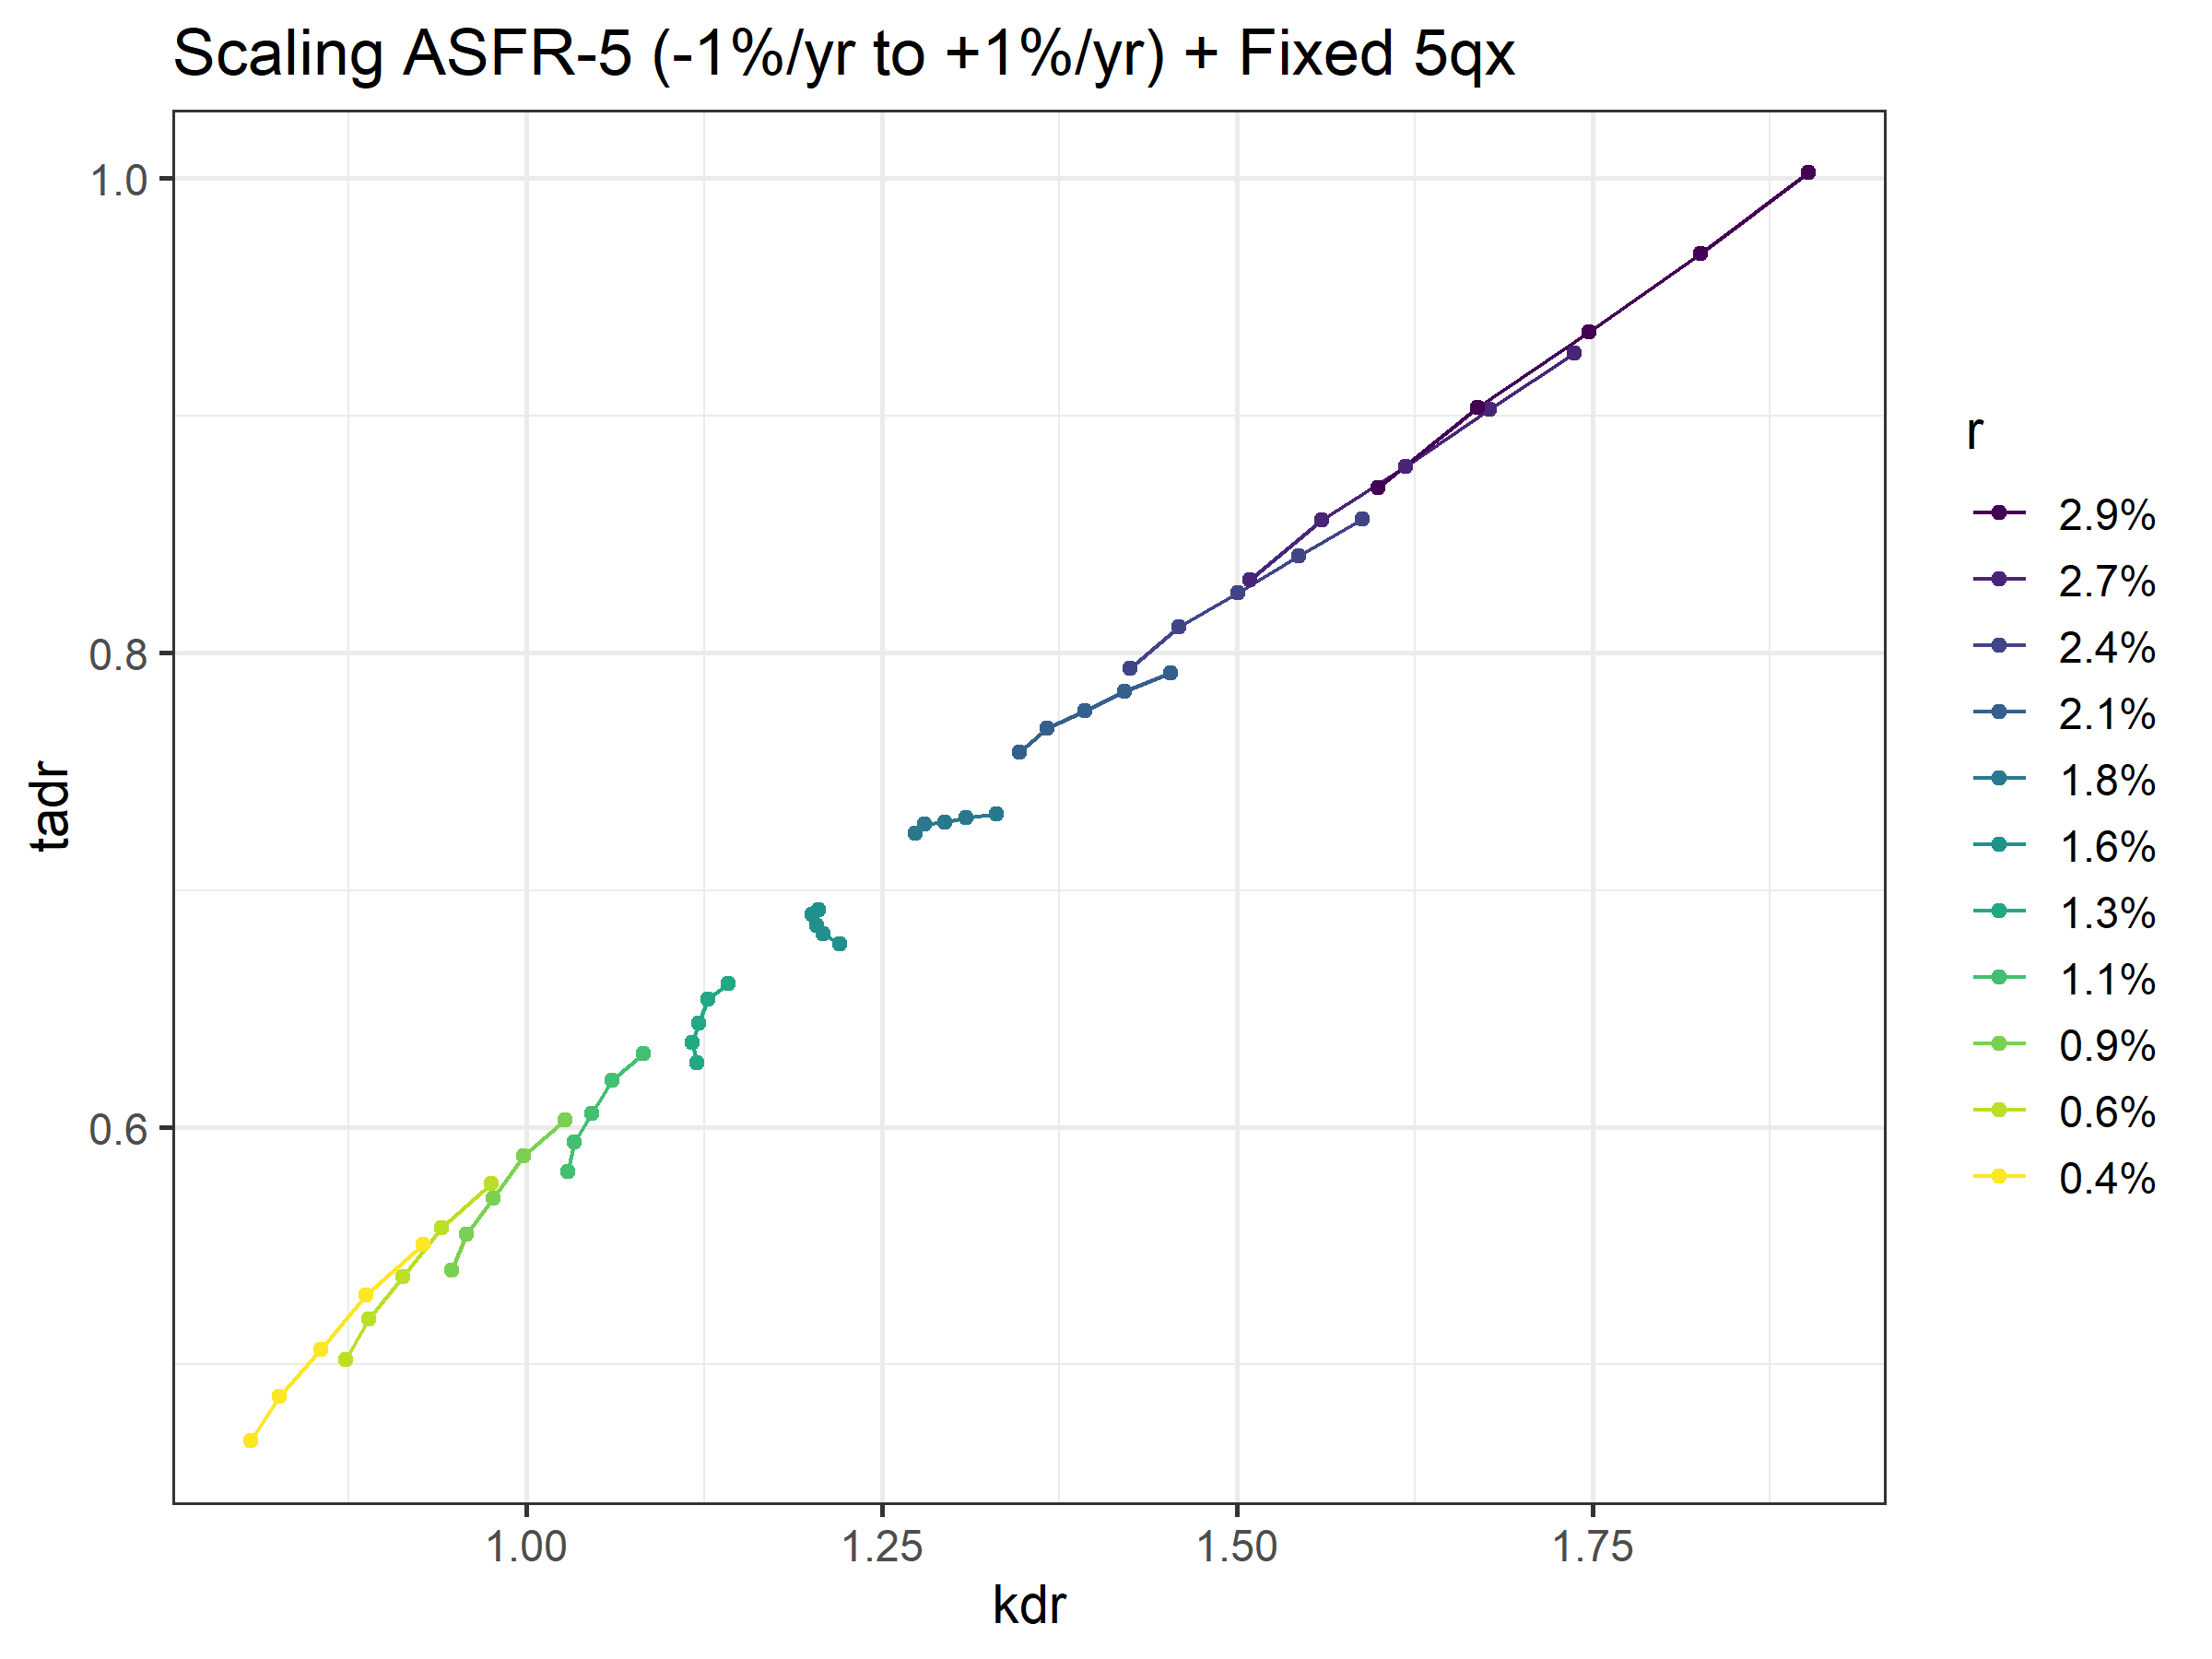 Scaling ASFR-5 (-1%/yr to +1%/yr) + Fixed 5qx
1.0
0.8
0.6
tadr
1.00 1.25 1.50 1.75
kdr
r
2.9%
2.7%
2.4%
2.1%
1.8%
1.6%
1.3%
1.1%
0.9%
0.6%
0.4%